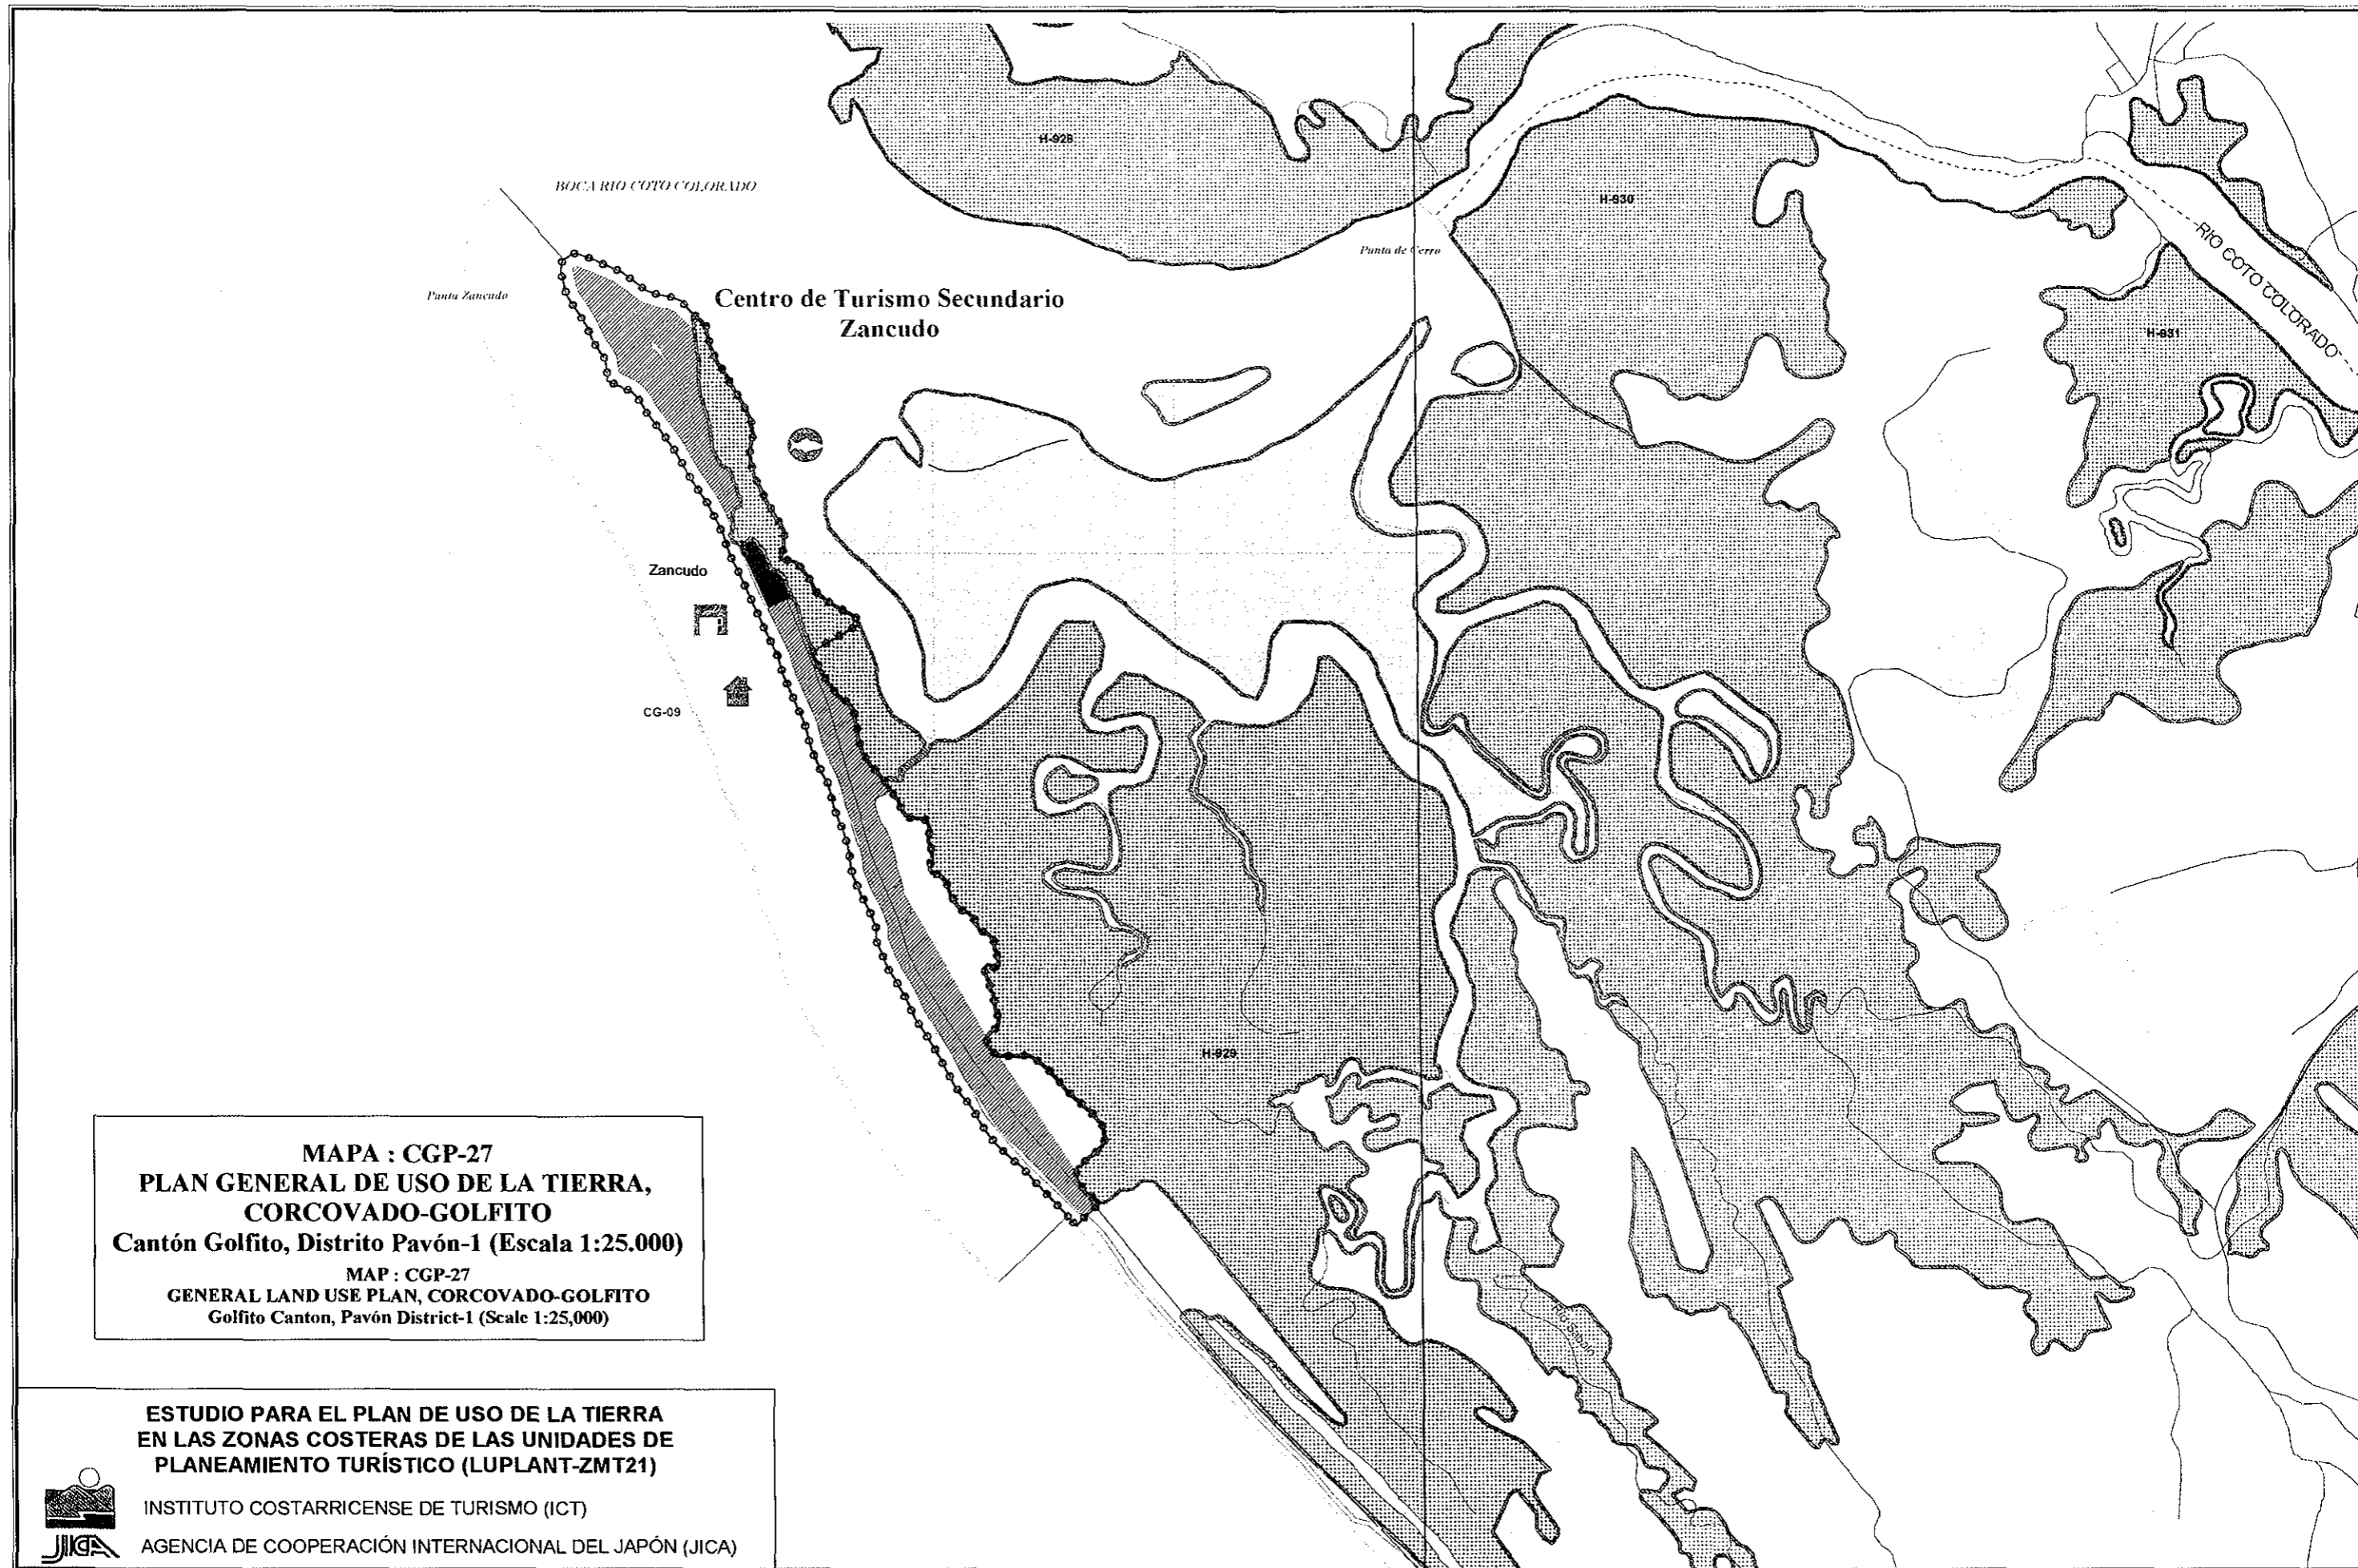 H-928
BOCA RIO COTO COLORADO
H-930
Punta de Cerro
RIO COTO COLORADO
Punta Zancudo
Centro de Turismo Secundario
Zancudo
H-931
Zancudo
CG-09
H-929
MAPA : CGP-27
PLAN GENERAL DE USO DE LA TIERRA,
CORCOVADO-GOLFITO
Cantón Golfito, Distrito Pavón-1 (Escala 1:25.000)
MAP : CGP-27
GENERAL LAND USE PLAN, CORCOVADO-GOLFITO
Golfito Canton, Pavón District-1 (Scale 1:25,000)
ESTUDIO PARA EL PLAN DE USO DE LA TIERRA
EN LAS ZONAS COSTERAS DE LAS UNIDADES DE
PLANEAMIENTO TURÍSTICO (LUPLANT-ZMT21)
INSTITUTO COSTARRICENSE DE TURISMO (ICT)
JICA
AGENCIA DE COOPERACIÓN INTERNACIONAL DEL JAPÓN (JICA)